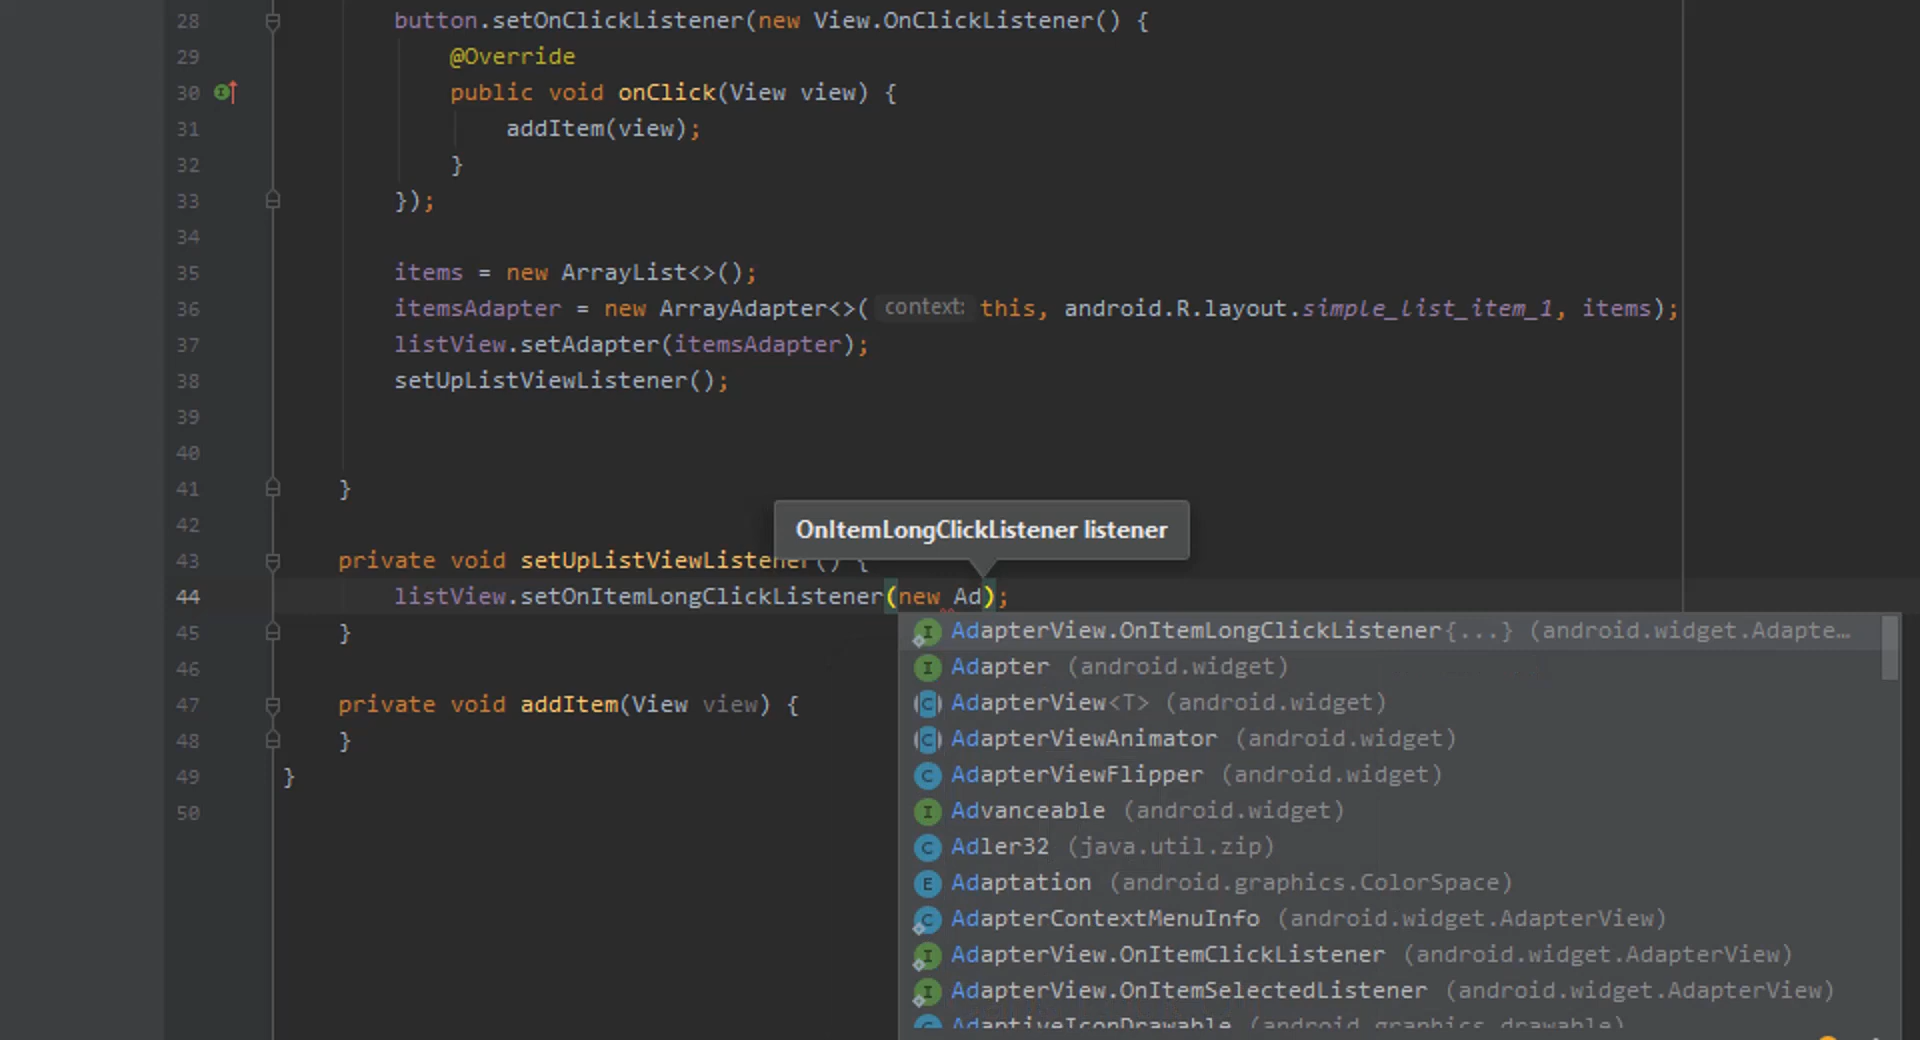 28 button.setOnClickListener(new View.OnClickListener() {
29 @Override
30 public void onClick(View view) {
31 addItem(view);
32 }
33 });
34
35 items = new ArrayList<>();
36 itemsAdapter = new ArrayAdapter<>( context: this, android.R.layout.simple_list_item_1, items);
37 listView.setAdapter(itemsAdapter);
38 setUpListViewListener();
39
40
41 }
42
OnItemLongClickListener listener
43 private void setUpListViewListener() {
44 listView.setOnItemLongClickListener(new Ad);
45 }
46
47 private void addItem(View view) {
48 }
49 }
50
AdapterView.OnItemLongClickListener{...} (android.widget.Adapte...
Adapter (android.widget)
AdapterView<T> (android.widget)
AdapterViewAnimator (android.widget)
AdapterViewFlipper (android.widget)
Advanceable (android.widget)
Adler32 (java.util.zip)
Adaptation (android.graphics.ColorSpace)
AdapterContextMenuInfo (android.widget.AdapterView)
AdapterView.OnItemClickListener (android.widget.AdapterView)
AdapterView.OnItemSelectedListener (android.widget.AdapterView)
AdaptiveIconDrawable (android.graphics.drawable)